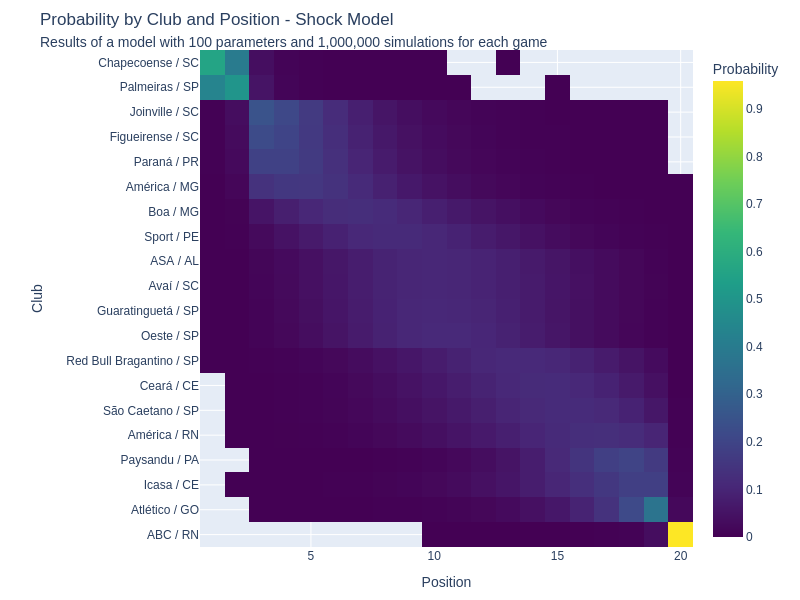 Probability by Club and Position - Shock Model
Results of a model with 100 parameters and 1,000,000 simulations for each game
Probability
Club
Chapecoense / SC
Palmeiras / SP
Joinville / SC
Figueirense / SC
Paraná / PR
América / MG
Boa / MG
Sport / PE
ASA / AL
Avaí / SC
Guaratinguetá / SP
Oeste / SP
Red Bull Bragantino / SP
Ceará / CE
São Caetano / SP
América / RN
Paysandu / PA
Icasa / CE
Atlético / GO
ABC / RN
0.9
0.8
0.7
0.6
0.5
0.4
0.3
0.2
0.1
0
5 10 15 20
Position